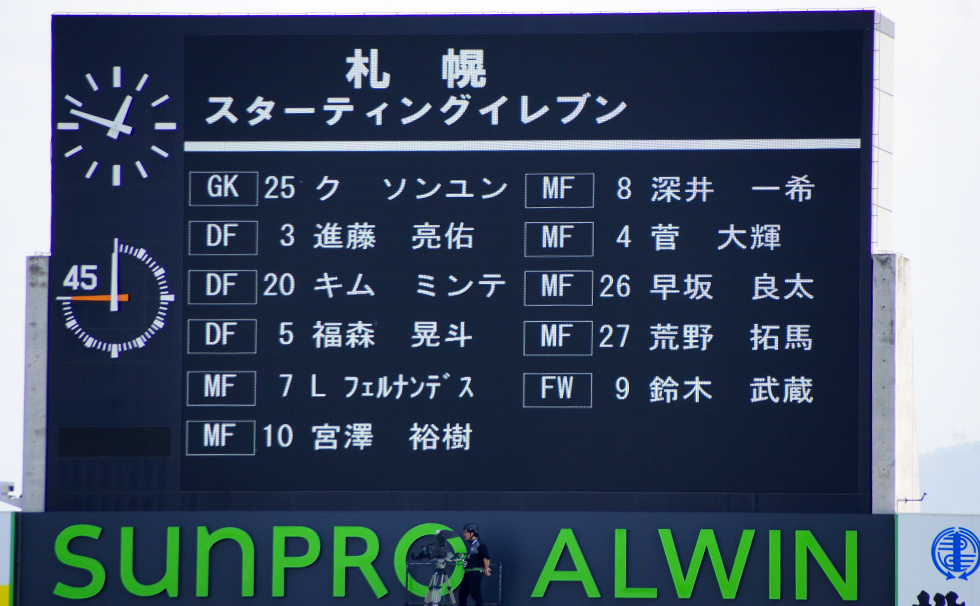 札 幌
スターティングイレブン
GK 25 ク ソンユン
DF 3 進藤 亮佑
DF 20 キム ミンテ
DF 5 福森 晃斗
MF 7 L フェルナンデス
MF 10 宮澤 裕樹
MF 8 深井 一希
MF 4 菅 大輝
MF 26 早坂 良太
MF 27 荒野 拓馬
FW 9 鈴木 武蔵
45
SUNPRO ALWIN